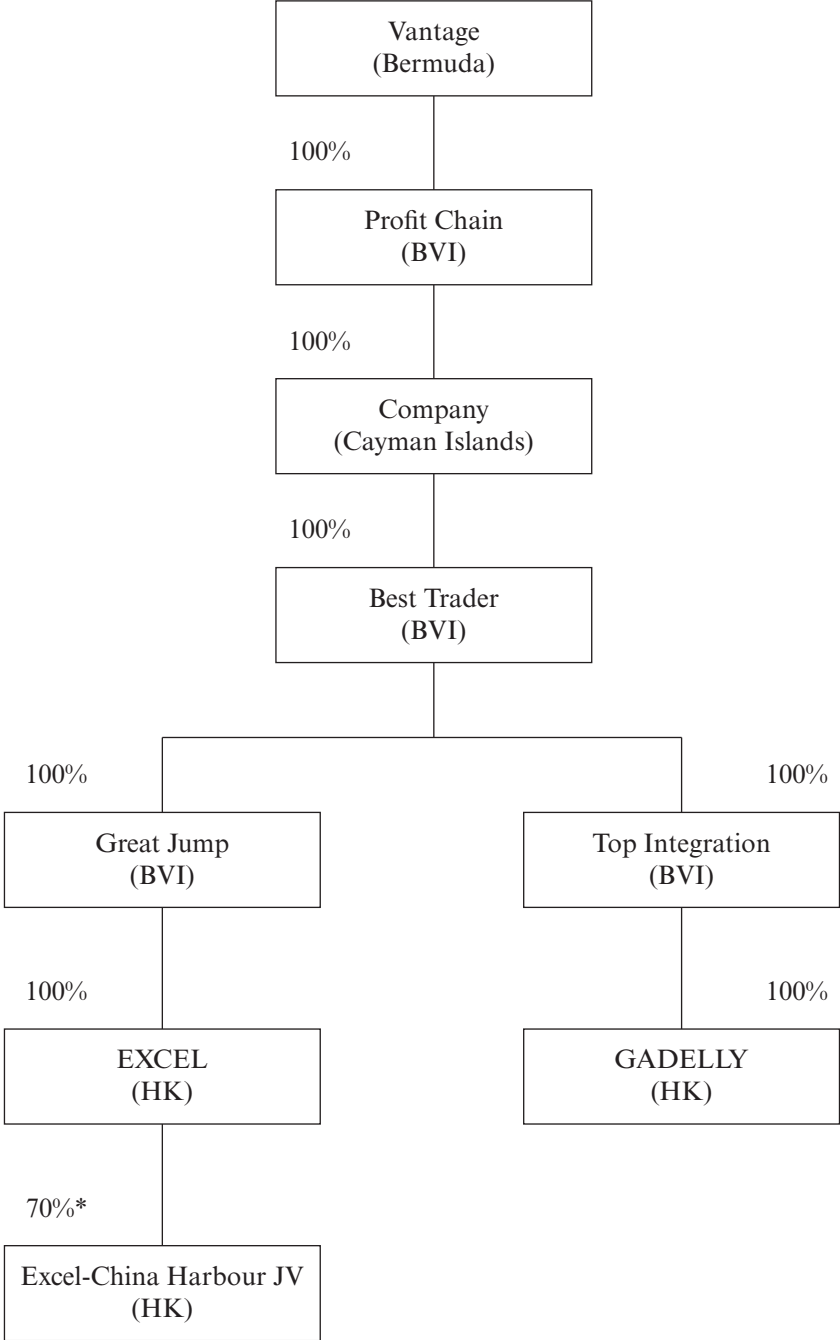 Vantage
(Bermuda)
100%
Profit Chain
(BVI)
100%
Company
(Cayman Islands)
100%
Best Trader
(BVI)
100%
100%
Great Jump
(BVI)
Top Integration
(BVI)
100%
100%
EXCEL
(HK)
GADELLY
(HK)
70%*
Excel-China Harbour JV
(HK)